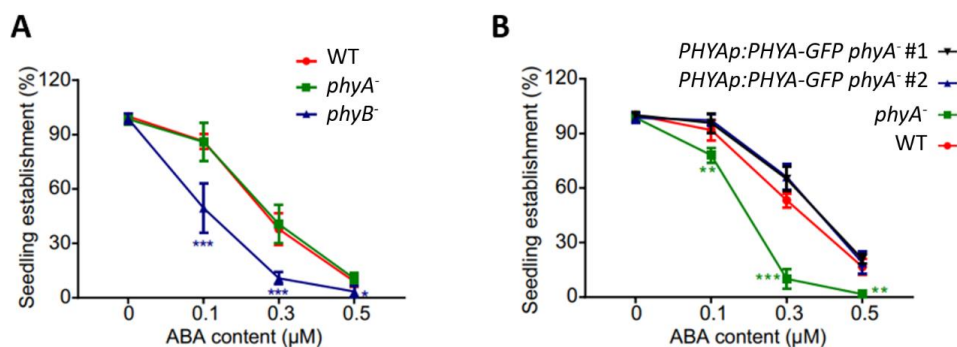 A
WT
phyA⁻
phyB⁻
Seedling establishment (%)
120
90
60
30
0
***
***
*
0 0.1 0.3 0.5
ABA content (µM)
B
PHYAp:PHYA-GFP phyA⁻ #1
PHYAp:PHYA-GFP phyA⁻ #2
phyA⁻
WT
Seedling establishment (%)
120
90
60
30
0
**
***
**
0 0.1 0.3 0.5
ABA content (µM)